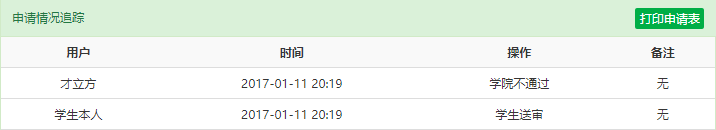 申请情况追踪 打印申请表
用户 时间 操作 备注
才立方 2017-01-11 20:19 学院不通过 无
学生本人 2017-01-11 20:19 学生送审 无